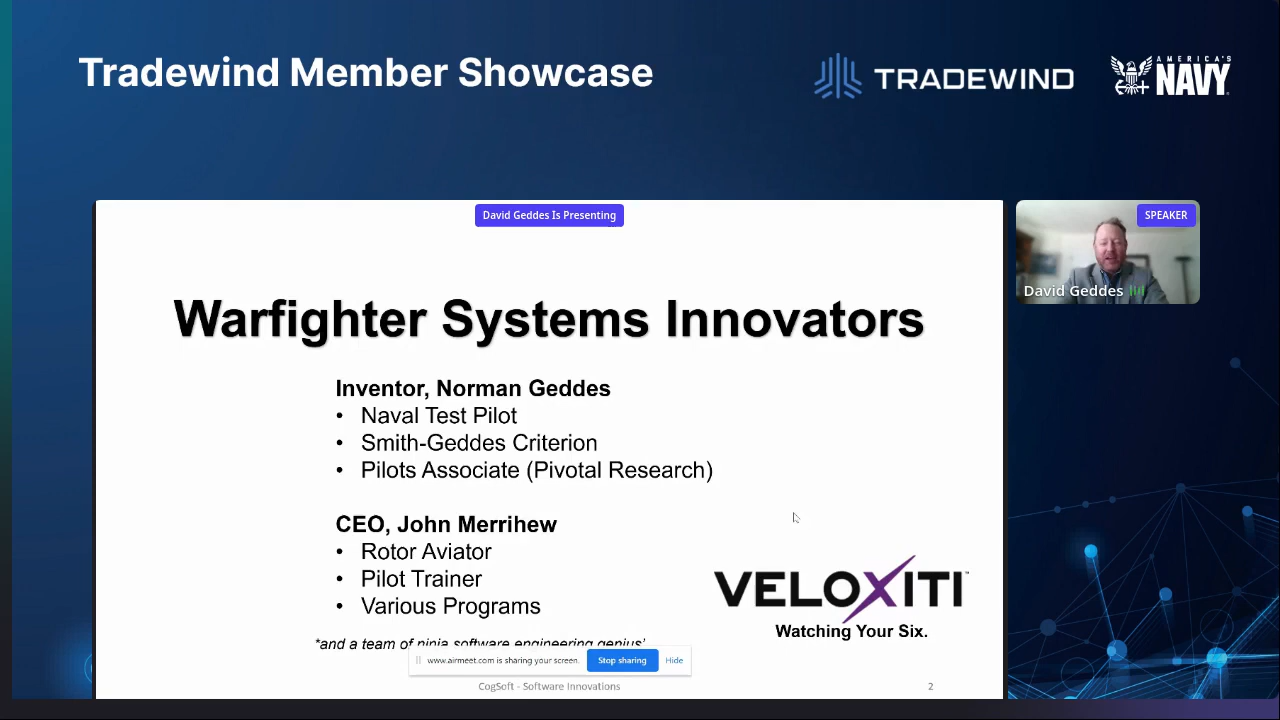 Tradewind Member Showcase
TRADEWIND
AMERICA'S
NAVY
David Geddes Is Presenting
SPEAKER
David Geddes
Warfighter Systems Innovators
Inventor, Norman Geddes
• Naval Test Pilot
• Smith-Geddes Criterion
• Pilots Associate (Pivotal Research)
CEO, John Merrihew
• Rotor Aviator
• Pilot Trainer
• Various Programs
VELOXITI™
Watching Your Six.
*and a team of ninja software engineering genius'
www.airmeet.com is sharing your screen.
Stop sharing
Hide
CogSoft - Software Innovations
2